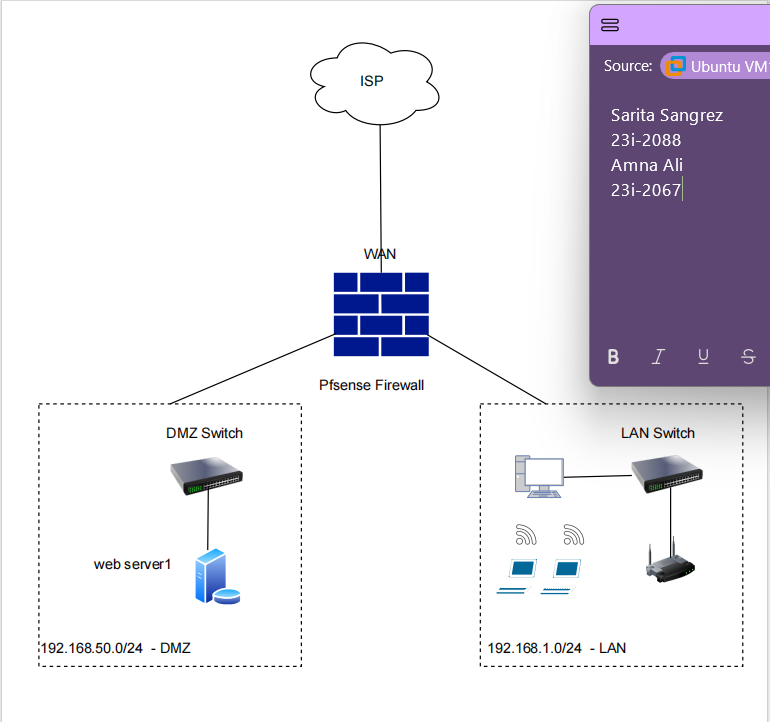 ISP
WAN
Pfsense Firewall
DMZ Switch
web server1
192.168.50.0/24 - DMZ
LAN Switch
192.168.1.0/24 - LAN
Source: Ubuntu VM
Sarita Sangrez
23i-2088
Amna Ali
23i-2067
B I U S